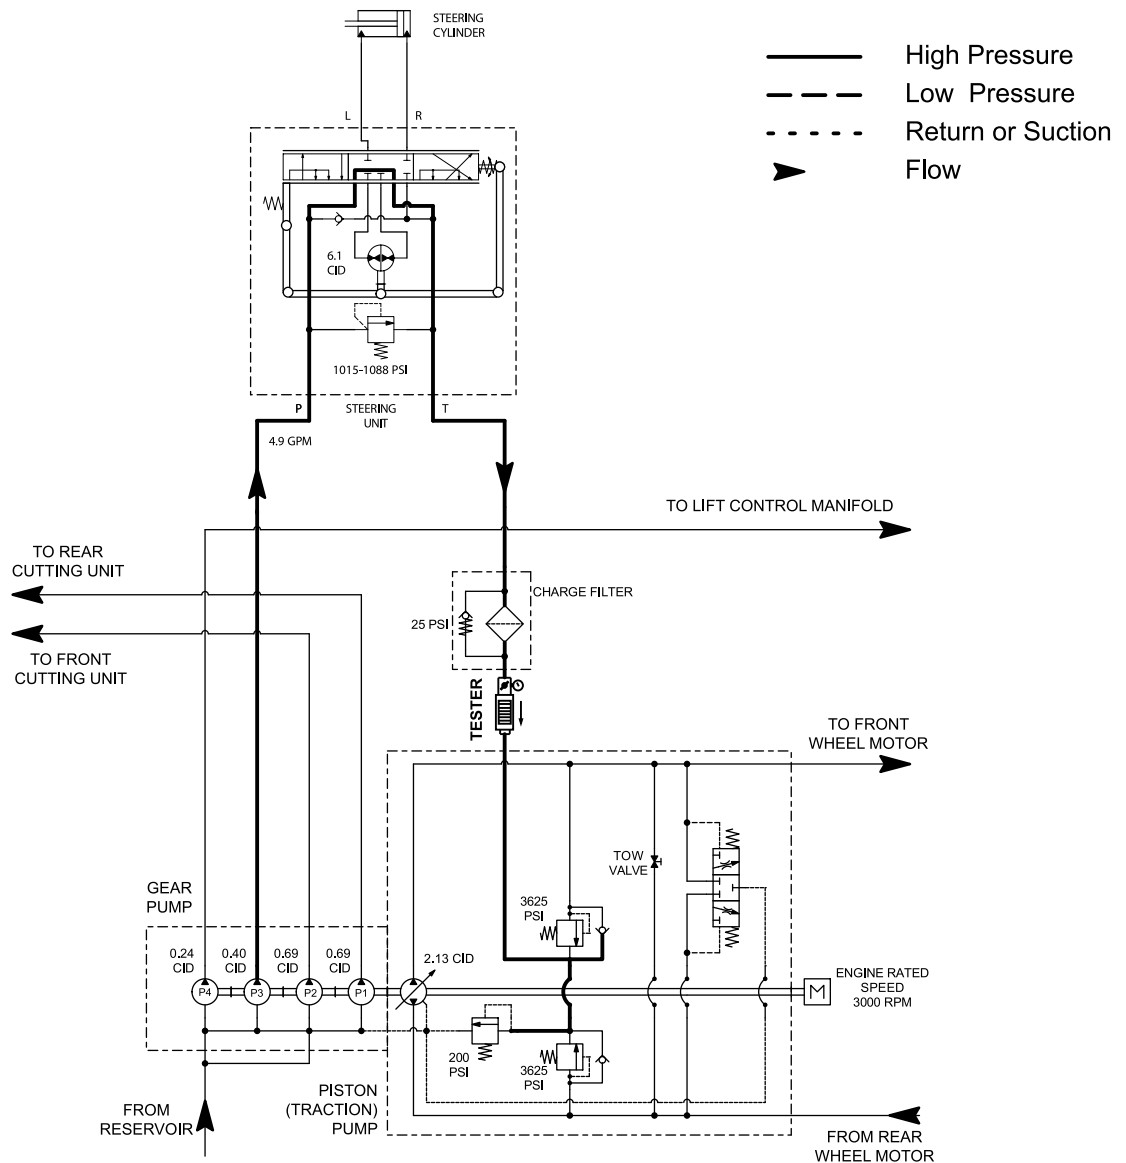 STEERING
CYLINDER
High Pressure
Low Pressure
Return or Suction
Flow
L
R
6.1
CID
1015-1088 PSI
P
STEERING
UNIT
T
4.9 GPM
TO LIFT CONTROL MANIFOLD
TO REAR
CUTTING UNIT
CHARGE FILTER
25 PSI
TO FRONT
CUTTING UNIT
TESTER
TO FRONT
WHEEL MOTOR
TOW
VALVE
GEAR
PUMP
3625
PSI
0.24
CID
0.40
CID
0.69
CID
0.69
CID
2.13 CID
P4
P3
P2
P1
M
ENGINE RATED
SPEED
3000 RPM
200
PSI
3625
PSI
PISTON
(TRACTION)
PUMP
FROM
RESERVOIR
FROM REAR
WHEEL MOTOR